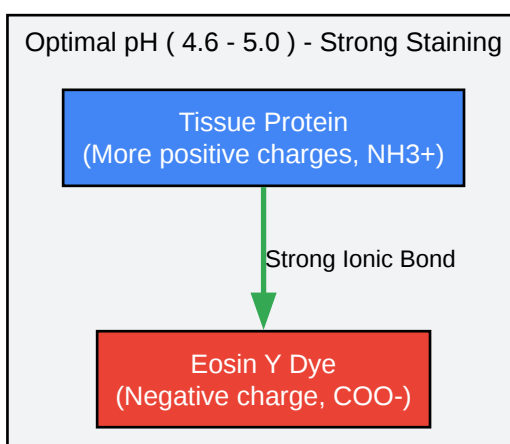 Optimal pH ( 4.6 - 5.0 ) - Strong Staining
Tissue Protein
(More positive charges, NH3+)
Strong Ionic Bond
Eosin Y Dye
(Negative charge, COO-)